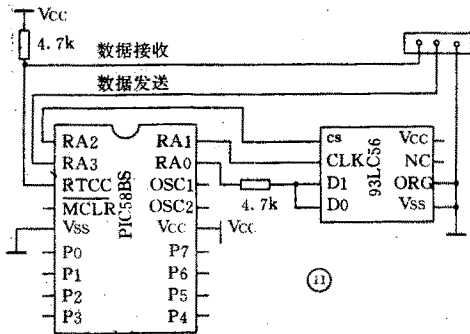 Vcc
4.7k
数据接收
数据发送
RA2
RA3
RTCC
MCLR
Vss
P0
P1
P2
P3
PIC58BS
RA1
RA0
OSC1
OSC2
Vcc
P7
P6
P5
P4
Vcc
4.7k
cs
CLK
D1
D0
93LC56
Vcc
NC
ORG
Vss